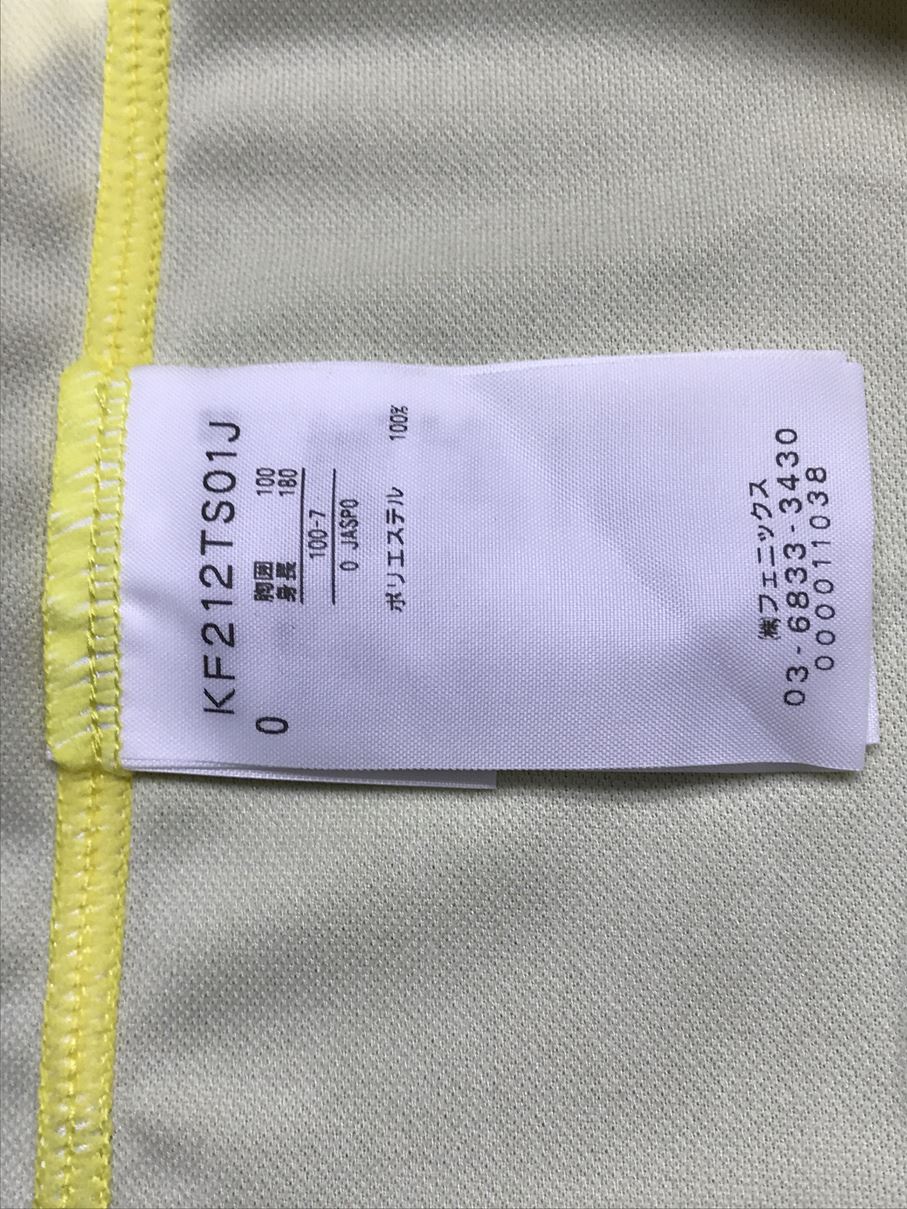 KF212TS01J
0
胸囲 100
身長 180
100-7
0 JASPO
ポリエステル 100%
㈱フェニックス
03-6833-3430
00011038